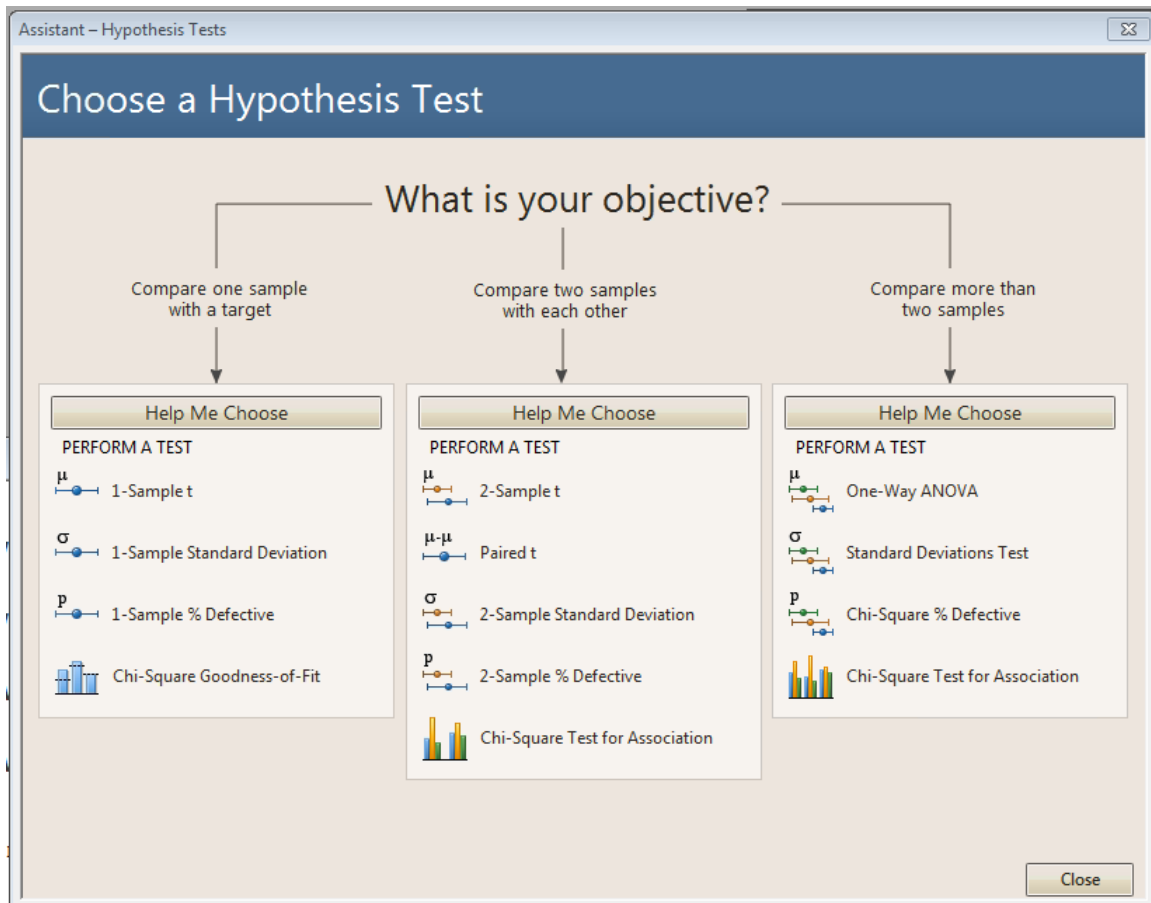 Assistant – Hypothesis Tests
Choose a Hypothesis Test
What is your objective?
Compare one sample
with a target
Compare two samples
with each other
Compare more than
two samples
Help Me Choose
PERFORM A TEST
μ
1-Sample t
σ
1-Sample Standard Deviation
p
1-Sample % Defective
Chi-Square Goodness-of-Fit
Help Me Choose
PERFORM A TEST
μ
2-Sample t
μ-μ
Paired t
σ
2-Sample Standard Deviation
p
2-Sample % Defective
Chi-Square Test for Association
Help Me Choose
PERFORM A TEST
μ
One-Way ANOVA
σ
Standard Deviations Test
p
Chi-Square % Defective
Chi-Square Test for Association
Close